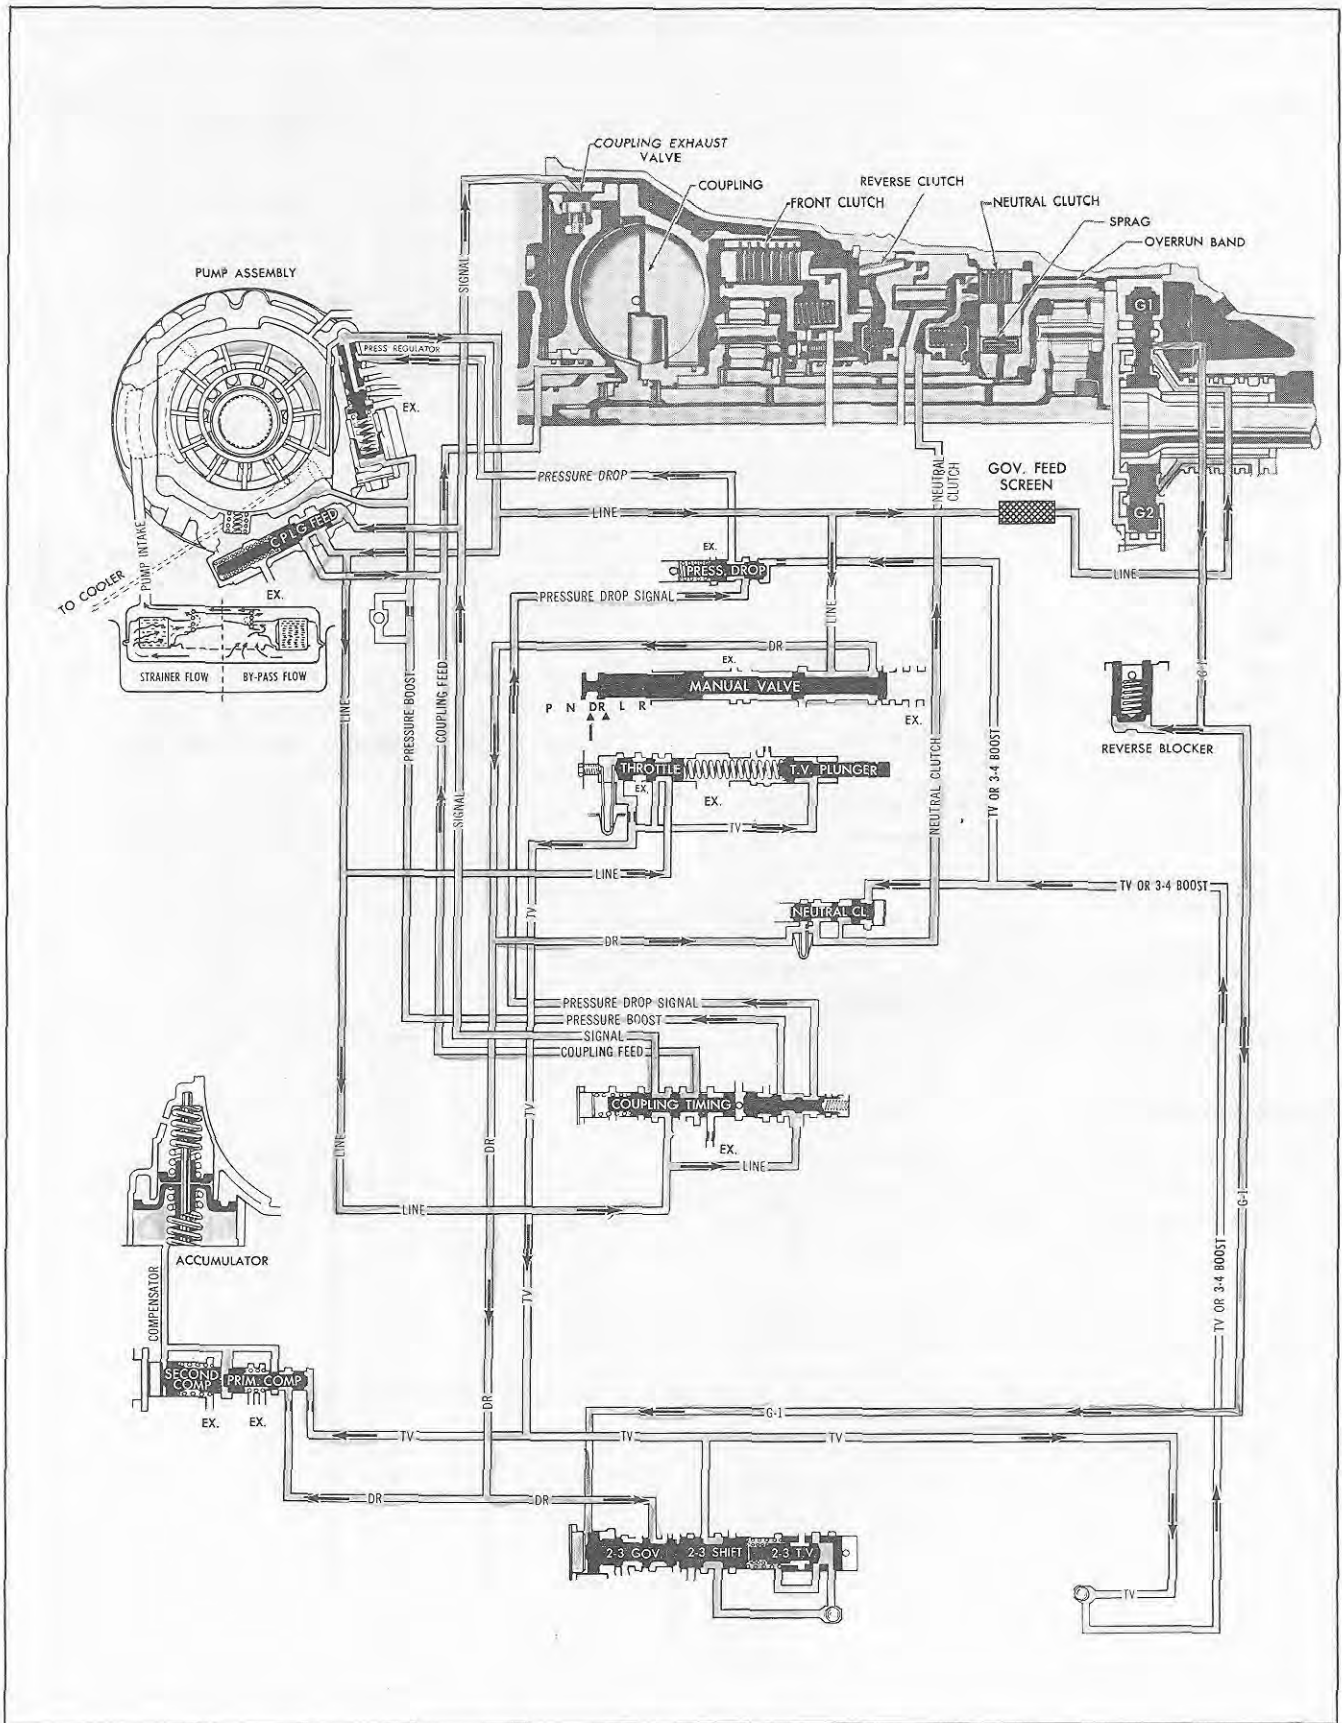 COUPLING EXHAUST
VALVE
COUPLING
FRONT CLUTCH
REVERSE CLUTCH
NEUTRAL CLUTCH
SPRAG
OVERRUN BAND
PUMP ASSEMBLY
SIGNAL
G1
PRESS REGULATOR
EX.
PRESSURE DROP
NEUTRAL
CLUTCH
GOV. FEED
SCREEN
G2
LINE
CPLG FEED
PUMP INTAKE
TO COOLER
EX.
EX.
PRESS. DROP
LINE
PRESSURE DROP SIGNAL
LINE
DR
STRAINER FLOW
BY-PASS FLOW
EX.
MANUAL VALVE
P N DR L R
EX.
G-1
REVERSE BLOCKER
LINE
PRESSURE BOOST
COUPLING FEED
SIGNAL
THROTTLE
T.V. PLUNGER
EX.
EX.
TV
NEUTRAL CLUTCH
TV OR 3-4 BOOST
LINE
TV
TV OR 3-4 BOOST
NEUTRAL CL
DR
PRESSURE DROP SIGNAL
PRESSURE BOOST
SIGNAL
COUPLING FEED
COUPLING TIMING
TV
EX.
LINE
DR
LINE
LINE
G-1
ACCUMULATOR
COMPENSATOR
TV
TV OR 3-4 BOOST
SECOND.
COMP
PRIM. COMP
EX.
EX.
DR
G-1
TV
TV
TV
DR
DR
2-3 GOV.
2-3 SHIFT
2-3 T.V
TV